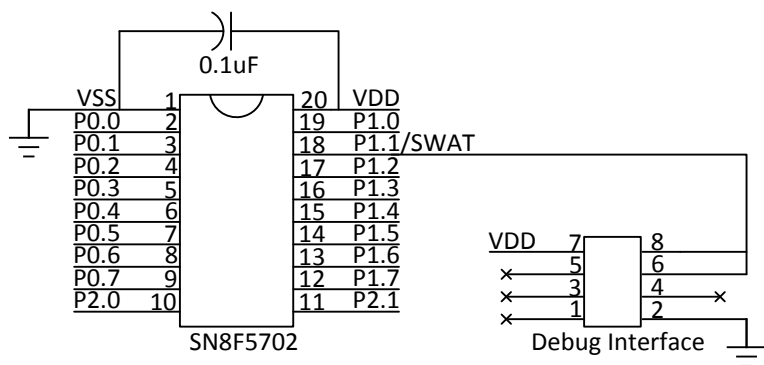 0.1uF
VSS 1 20 VDD
P0.0 2 19 P1.0
P0.1 3 18 P1.1/SWAT
P0.2 4 17 P1.2
P0.3 5 16 P1.3
P0.4 6 15 P1.4
P0.5 7 14 P1.5
P0.6 8 13 P1.6
P0.7 9 12 P1.7
P2.0 10 11 P2.1
SN8F5702
VDD 7 8
5 6
3 4
1 2
Debug Interface